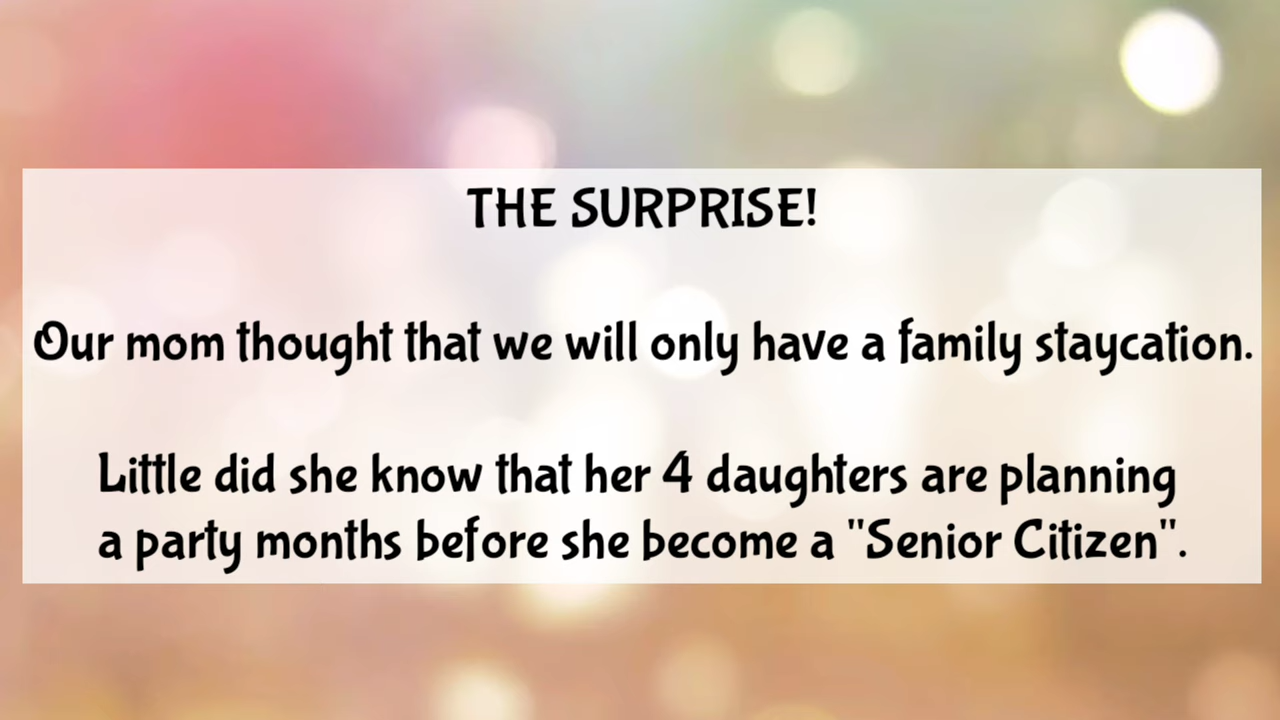 THE SURPRISE!
Our mom thought that we will only have a family staycation.
Little did she know that her 4 daughters are planning
a party months before she become a "Senior Citizen".